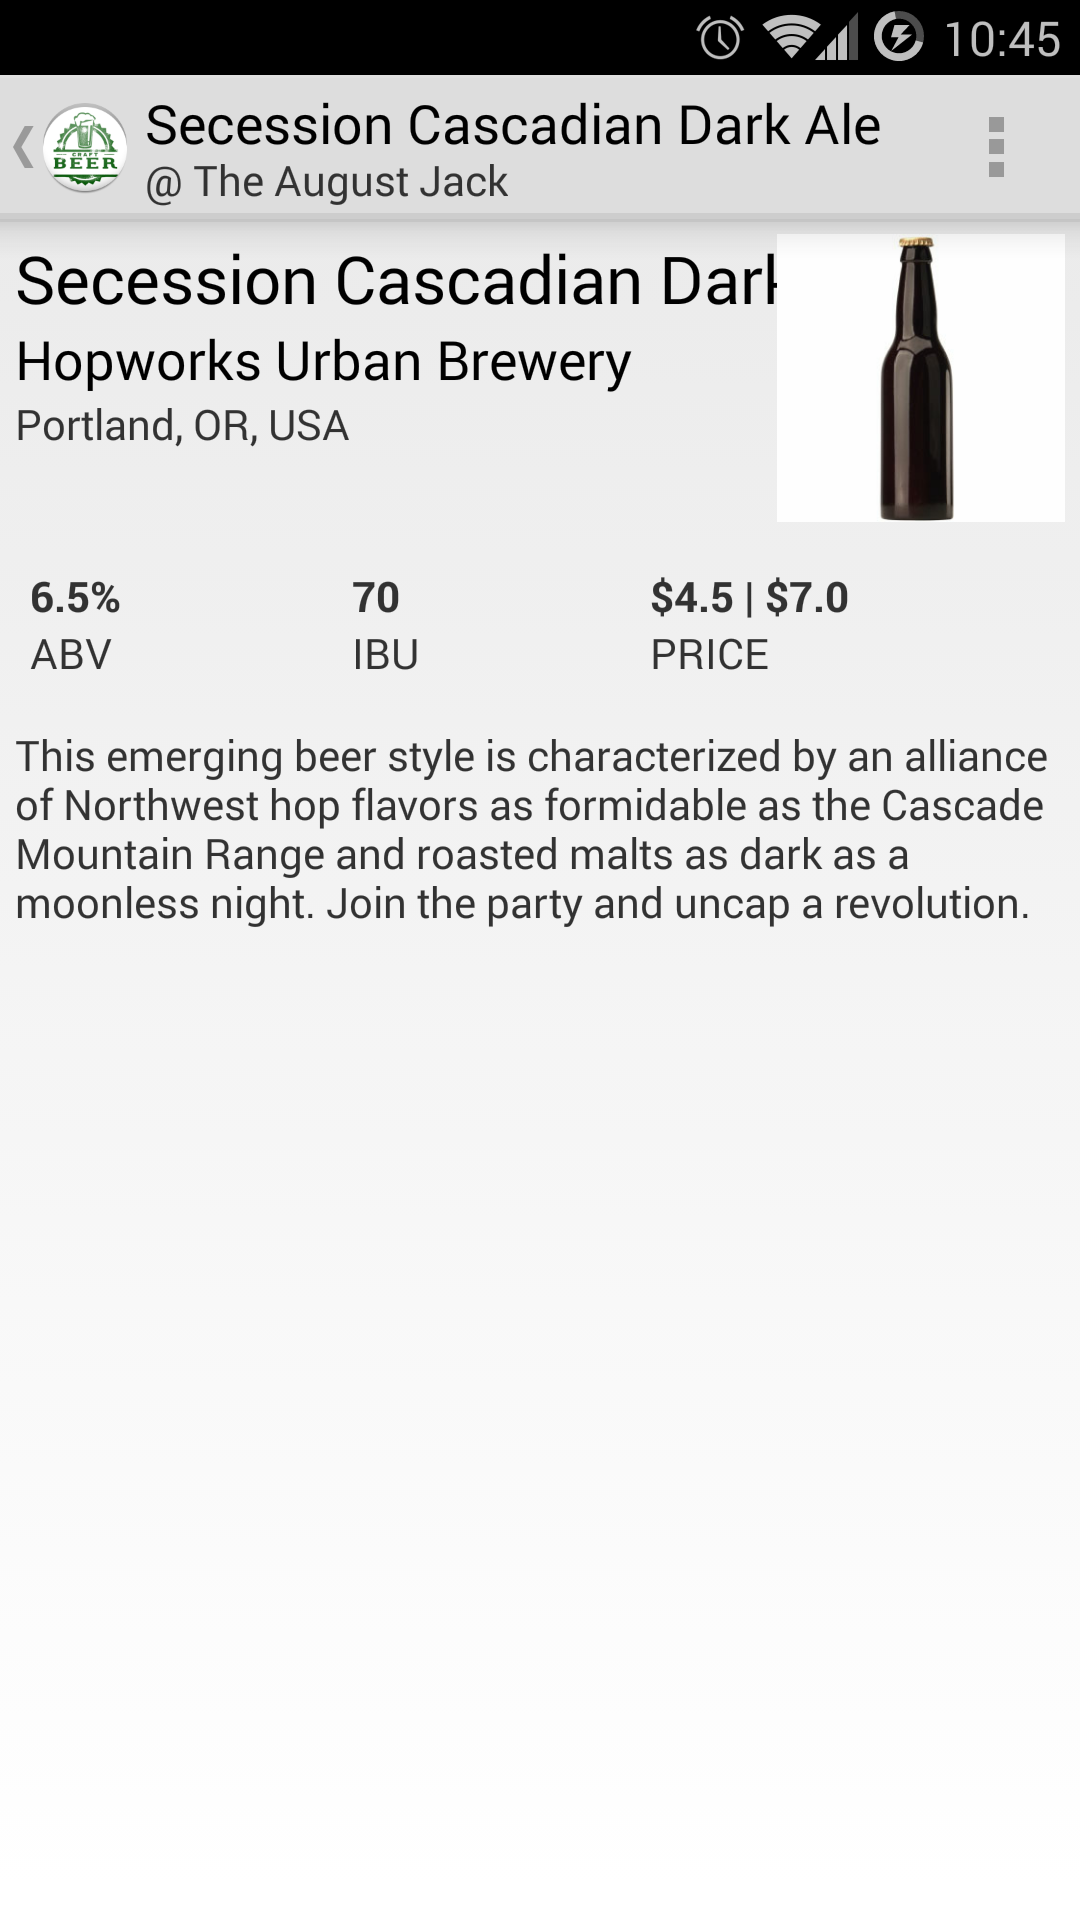 10:45
Secession Cascadian Dark Ale
@ The August Jack
CRAFT
BEER
Secession Cascadian Dark
Hopworks Urban Brewery
Portland, OR, USA
6.5% 70 $4.5 | $7.0
ABV IBU PRICE
This emerging beer style is characterized by an alliance
of Northwest hop flavors as formidable as the Cascade
Mountain Range and roasted malts as dark as a
moonless night. Join the party and uncap a revolution.